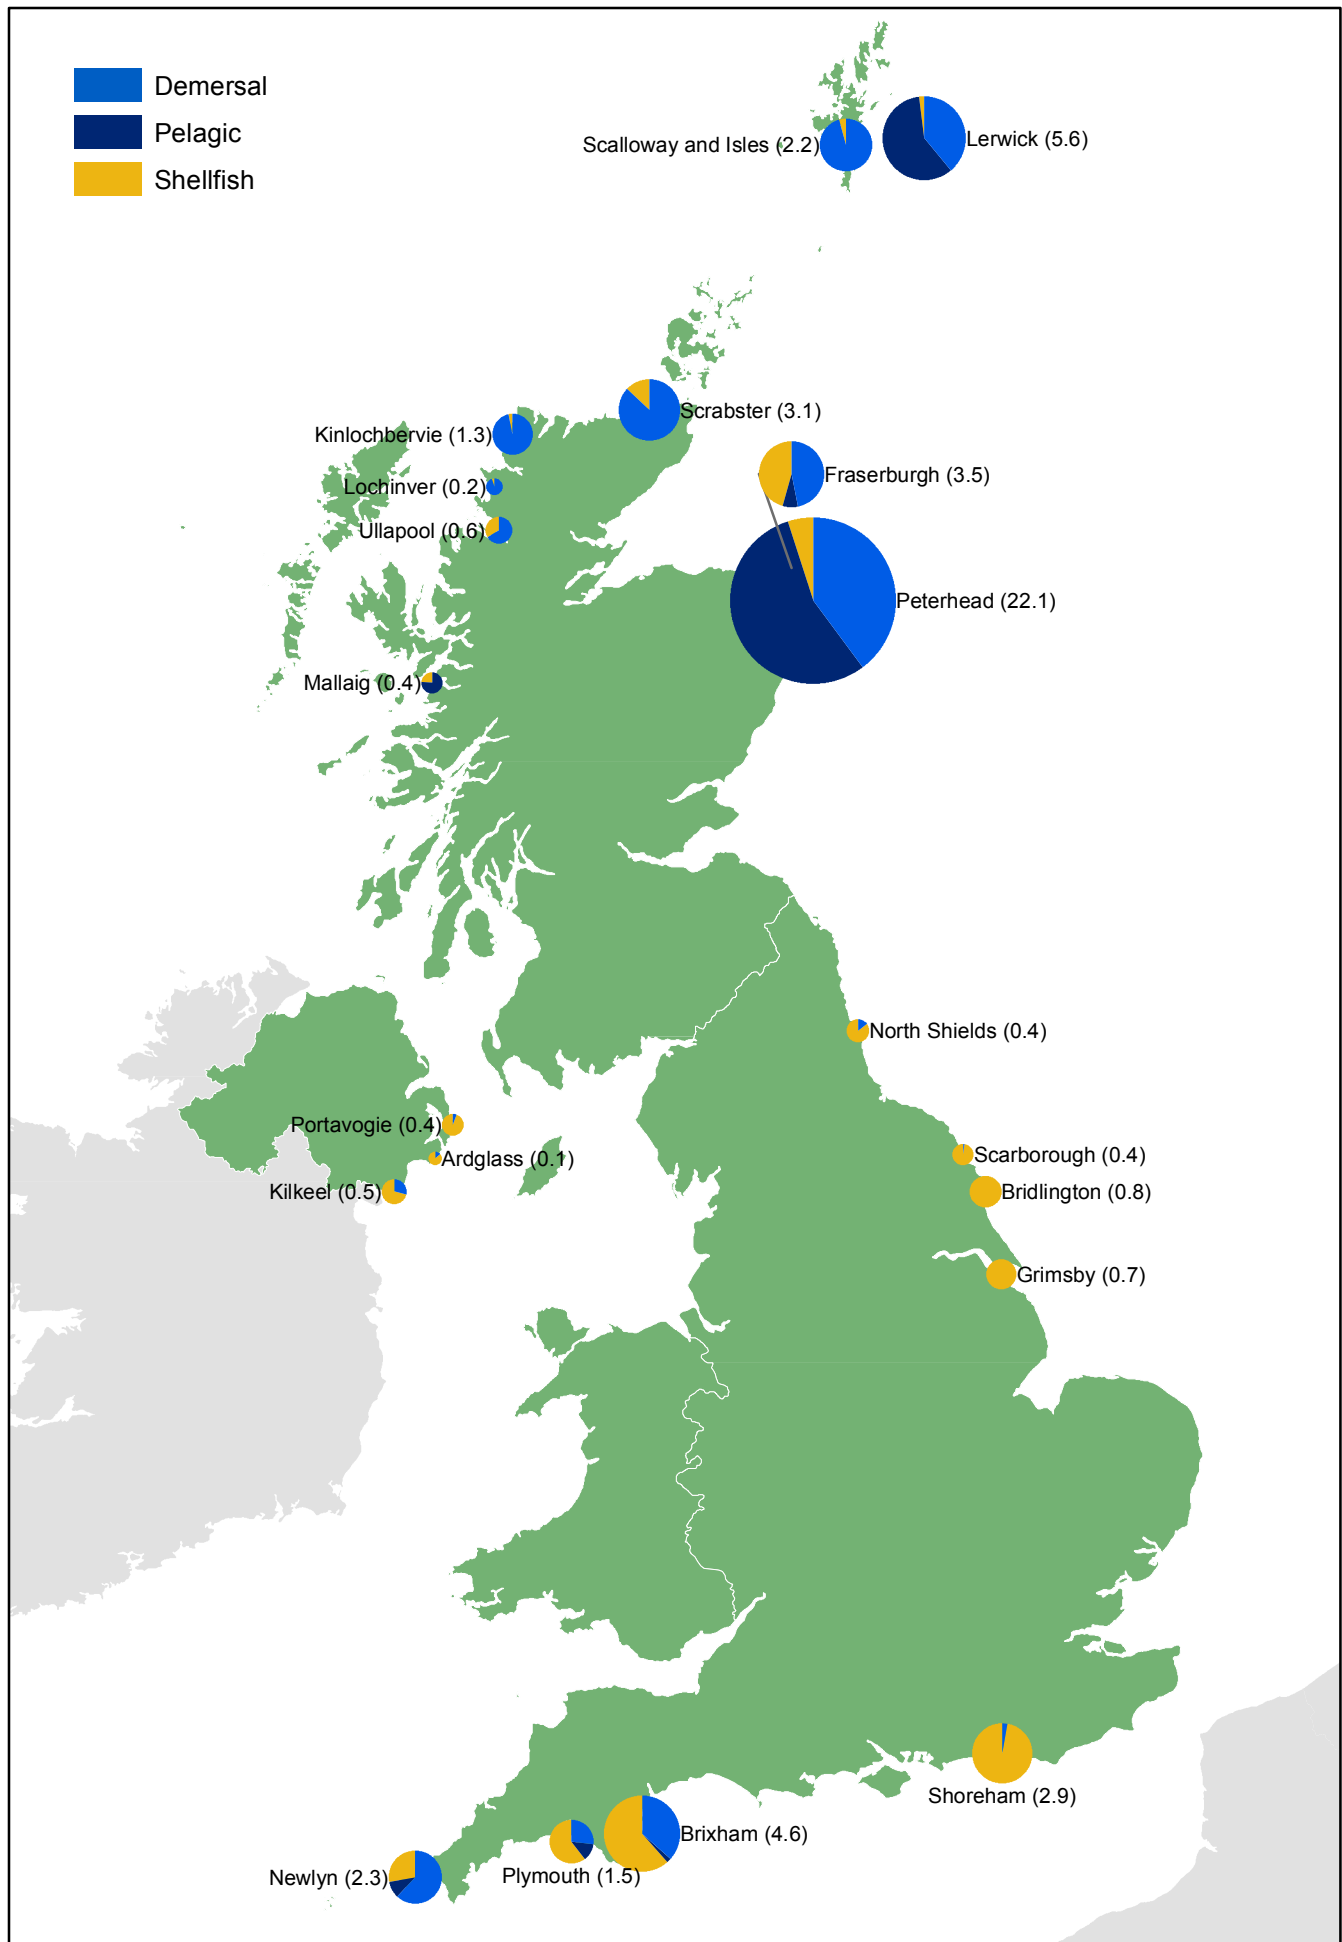 Demersal
Pelagic
Shellfish
Scalloway and Isles (2.2)
Lerwick (5.6)
Scrabster (3.1)
Kinlochbervie (1.3)
Fraserburgh (3.5)
Lochinver (0.2)
Ullapool (0.6)
Peterhead (22.1)
Mallaig (0.4)
North Shields (0.4)
Portavogie (0.4)
Scarborough (0.4)
Ardglass (0.1)
Kilkeel (0.5)
Bridlington (0.8)
Grimsby (0.7)
Shoreham (2.9)
Brixham (4.6)
Plymouth (1.5)
Newlyn (2.3)